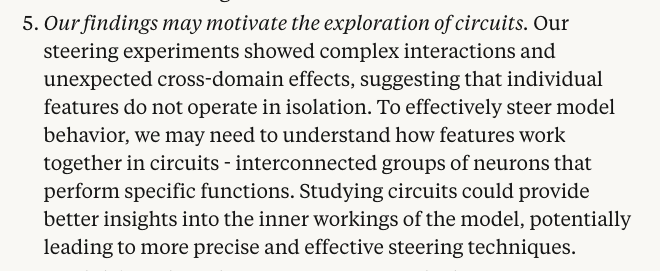 5. Our findings may motivate the exploration of circuits. Our
steering experiments showed complex interactions and
unexpected cross-domain effects, suggesting that individual
features do not operate in isolation. To effectively steer model
behavior, we may need to understand how features work
together in circuits - interconnected groups of neurons that
perform specific functions. Studying circuits could provide
better insights into the inner workings of the model, potentially
leading to more precise and effective steering techniques.